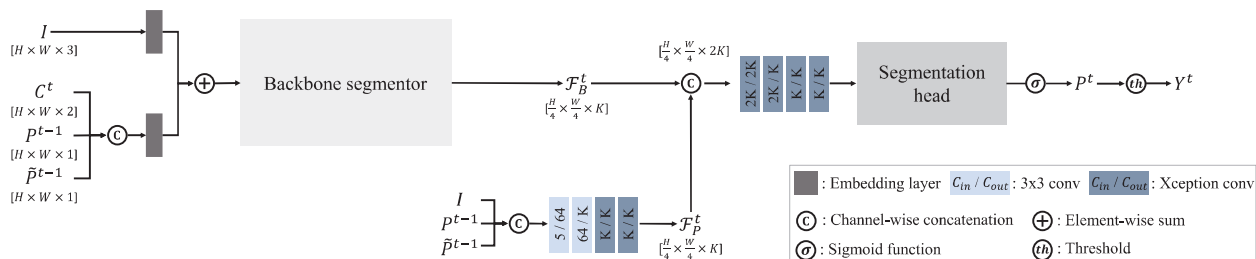 I
[H × W × 3]
C^t
[H × W × 2]
P^{t-1}
[H × W × 1]
P̃^{t-1}
[H × W × 1]
C
+
Backbone segmentor
ℱ_B^t
[H/4 × W/4 × K]
[H/4 × W/4 × 2K]
C
2K / 2K
2K / K
K / K
K / K
Segmentation
head
σ
P^t
th
Y^t
I
P^{t-1}
P̃^{t-1}
C
5 / 64
64 / K
K / K
K / K
ℱ_P^t
[H/4 × W/4 × K]
: Embedding layer
C_in / C_out : 3x3 conv
C_in / C_out : Xception conv
C : Channel-wise concatenation
+ : Element-wise sum
σ : Sigmoid function
th : Threshold